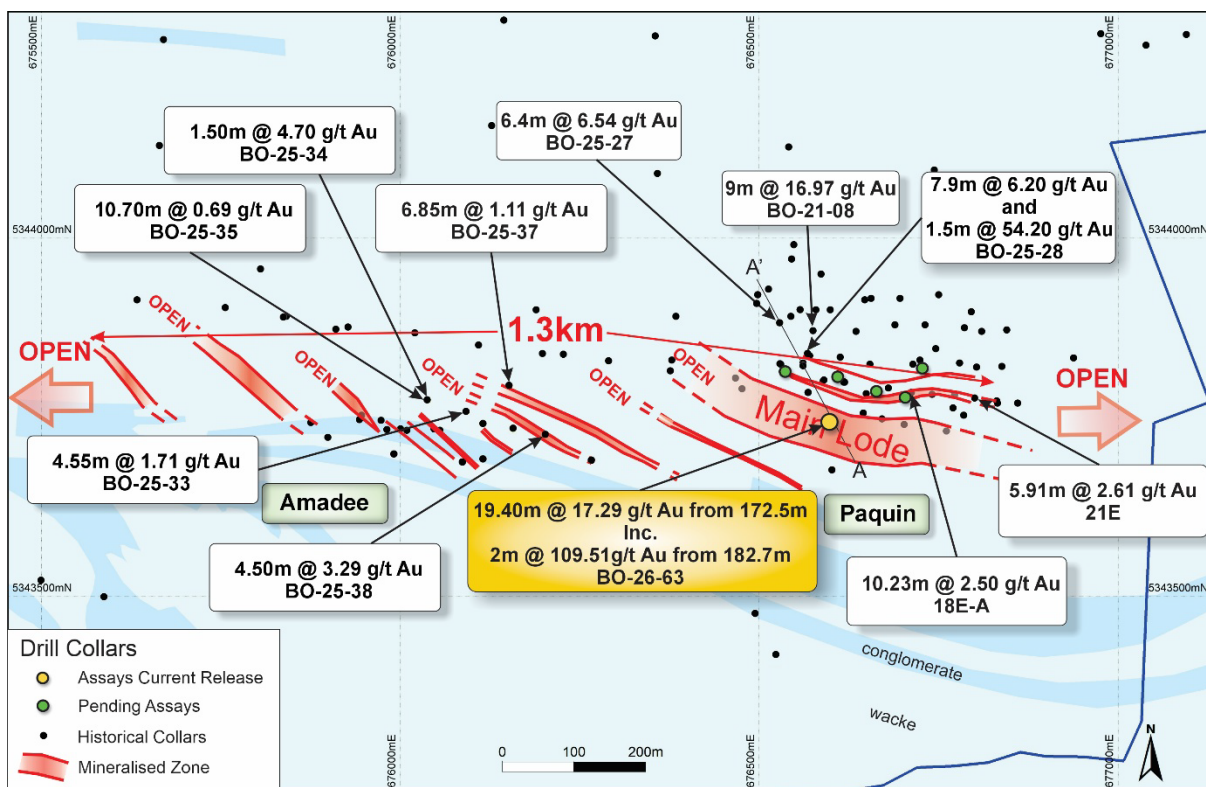 675500mE
676000mE
676500mE
677000mE
1.50m @ 4.70 g/t Au
BO-25-34
6.4m @ 6.54 g/t Au
BO-25-27
10.70m @ 0.69 g/t Au
BO-25-35
6.85m @ 1.11 g/t Au
BO-25-37
9m @ 16.97 g/t Au
BO-21-08
7.9m @ 6.20 g/t Au
and
1.5m @ 54.20 g/t Au
BO-25-28
5344000mN
5344000mN
A'
OPEN
OPEN
OPEN
OPEN
OPEN
OPEN
OPEN
1.3km
OPEN
Main Lode
A
4.55m @ 1.71 g/t Au
BO-25-33
Amadee
4.50m @ 3.29 g/t Au
BO-25-38
19.40m @ 17.29 g/t Au from 172.5m
Inc.
2m @ 109.51g/t Au from 182.7m
BO-26-63
Paquin
5.91m @ 2.61 g/t Au
21E
10.23m @ 2.50 g/t Au
18E-A
5343500mN
5343500mN
conglomerate
wacke
Drill Collars
Assays Current Release
Pending Assays
Historical Collars
Mineralised Zone
0 100 200m
676000mE
676500mE
677000mE
N